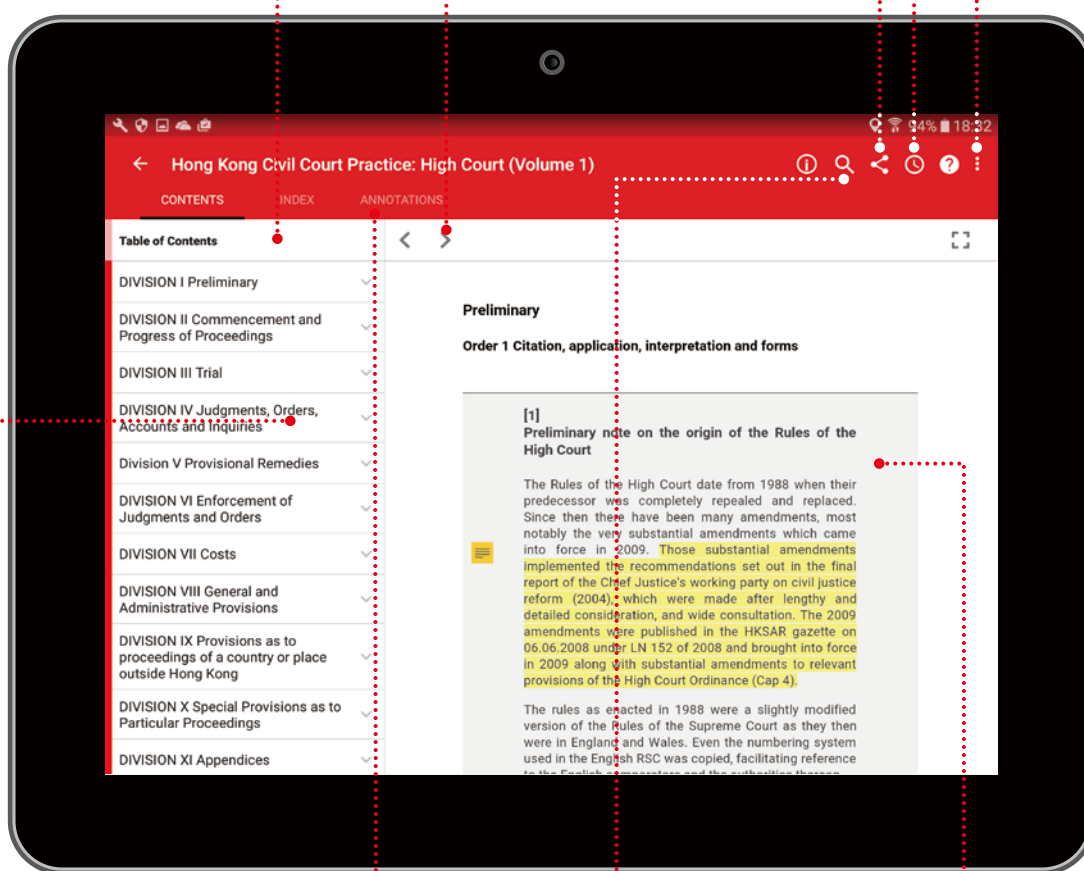 94% 18:32
Hong Kong Civil Court Practice: High Court (Volume 1)
CONTENTS INDEX ANNOTATIONS
Table of Contents
DIVISION I Preliminary
DIVISION II Commencement and
Progress of Proceedings
DIVISION III Trial
DIVISION IV Judgments, Orders,
Accounts and Inquiries
Division V Provisional Remedies
DIVISION VI Enforcement of
Judgments and Orders
DIVISION VII Costs
DIVISION VIII General and
Administrative Provisions
DIVISION IX Provisions as to
proceedings of a country or place
outside Hong Kong
DIVISION X Special Provisions as to
Particular Proceedings
DIVISION XI Appendices
Preliminary
Order 1 Citation, application, interpretation and forms
[1]
Preliminary note on the origin of the Rules of the
High Court
The Rules of the High Court date from 1988 when their
predecessor was completely repealed and replaced.
Since then there have been many amendments, most
notably the very substantial amendments which came
into force in 2009. Those substantial amendments
implemented the recommendations set out in the final
report of the Chief Justice's working party on civil justice
reform (2004), which were made after lengthy and
detailed consideration, and wide consultation. The 2009
amendments were published in the HKSAR gazette on
06.06.2008 under LN 152 of 2008 and brought into force
in 2009 along with substantial amendments to relevant
provisions of the High Court Ordinance (Cap 4).
The rules as enacted in 1988 were a slightly modified
version of the Rules of the Supreme Court as they then
were in England and Wales. Even the numbering system
used in the English RSC was copied, facilitating reference